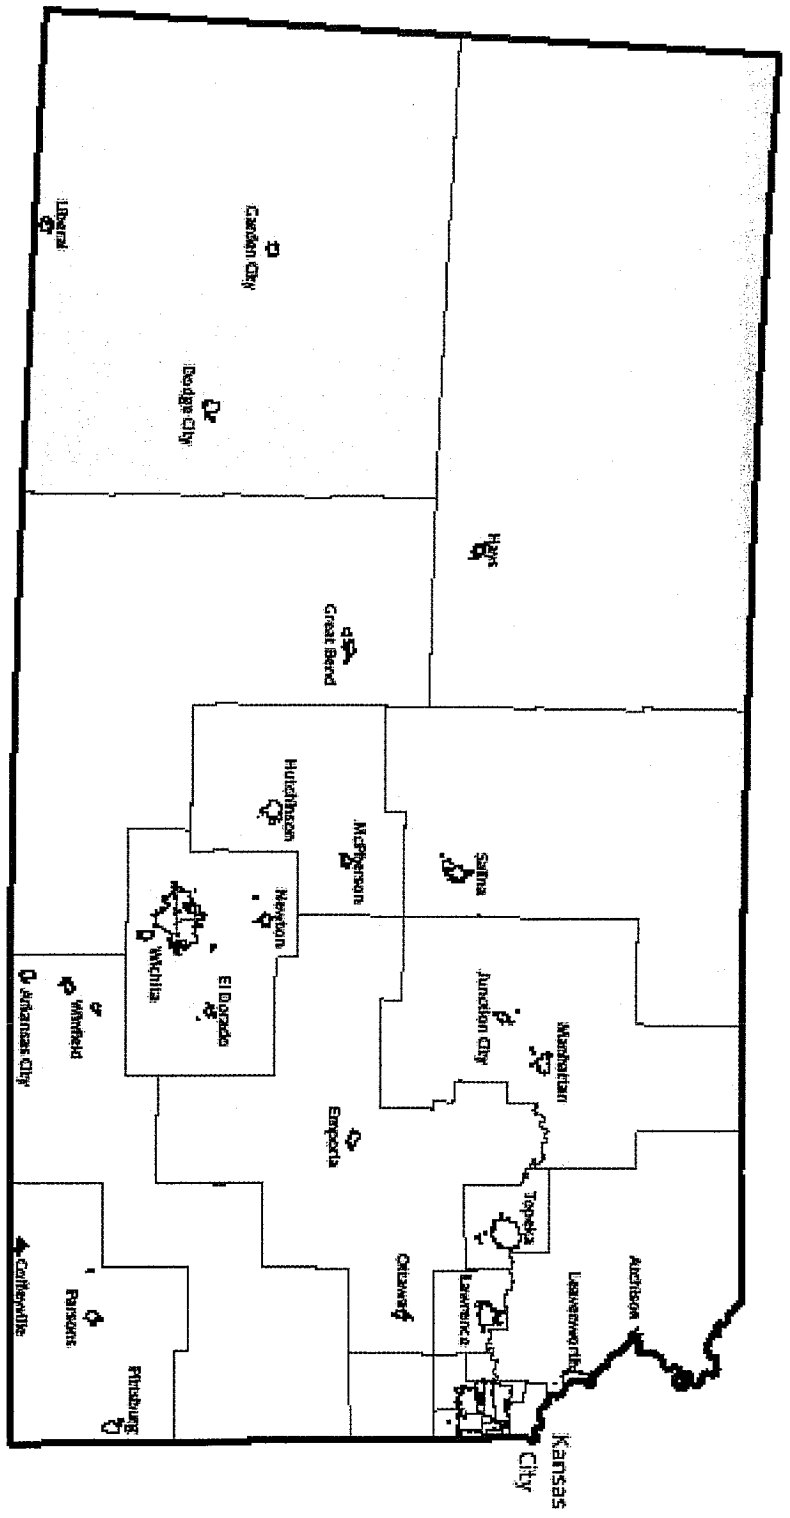 Liberal
Garden City
Dodge City
Hays
Great Bend
Hutchinson
McPherson
Salina
Newton
Wichita
El Dorado
Winfield
Arkansas City
Junction City
Manhattan
Emporia
Topeka
Ottawa
Lawrence
Leavenworth
Atchison
Coffeyville
Parsons
Pittsburg
Kansas
City